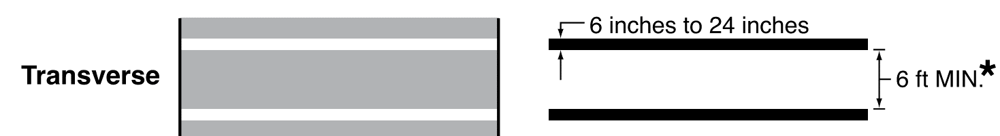 6 inches to 24 inches
Transverse
6 ft MIN.*